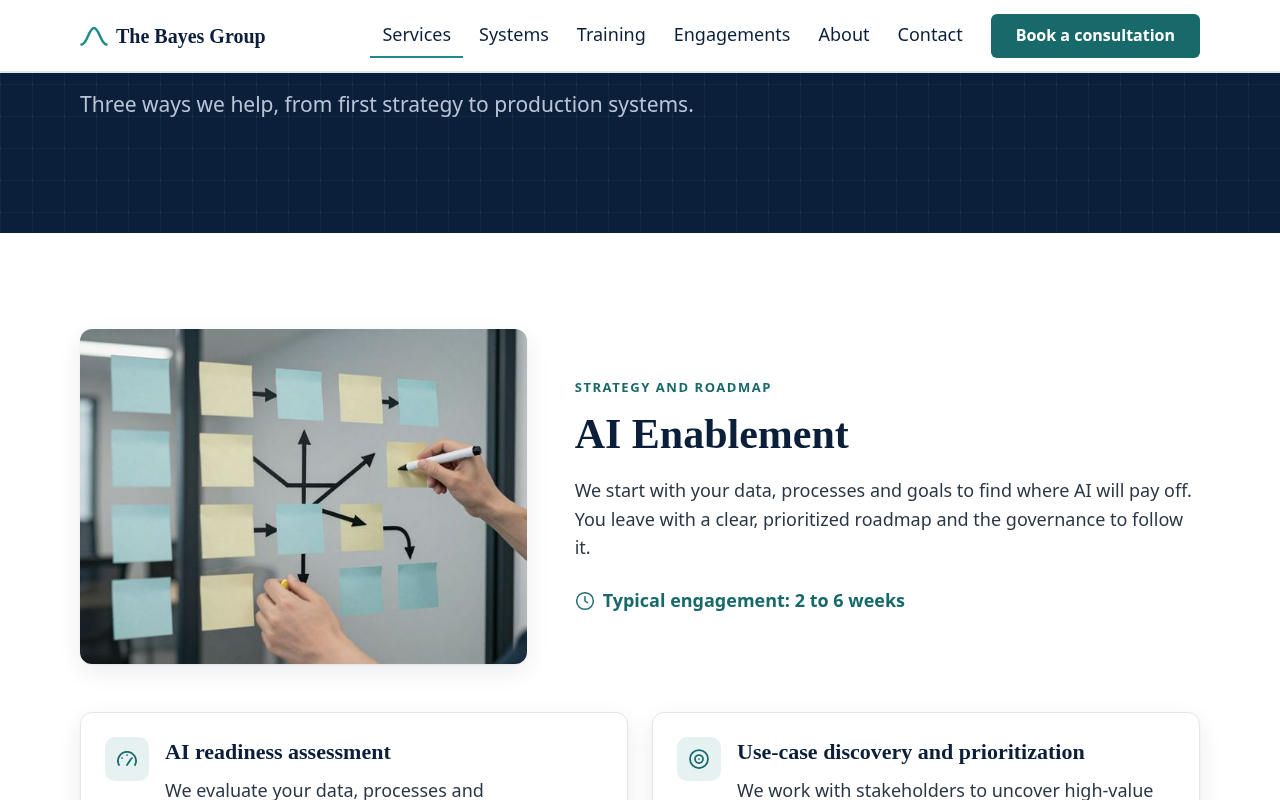 The Bayes Group
Services
Systems
Training
Engagements
About
Contact
Book a consultation
Three ways we help, from first strategy to production systems.
STRATEGY AND ROADMAP
AI Enablement
We start with your data, processes and goals to find where AI will pay off.
You leave with a clear, prioritized roadmap and the governance to follow
it.
Typical engagement: 2 to 6 weeks
AI readiness assessment
We evaluate your data, processes and
Use-case discovery and prioritization
We work with stakeholders to uncover high-value